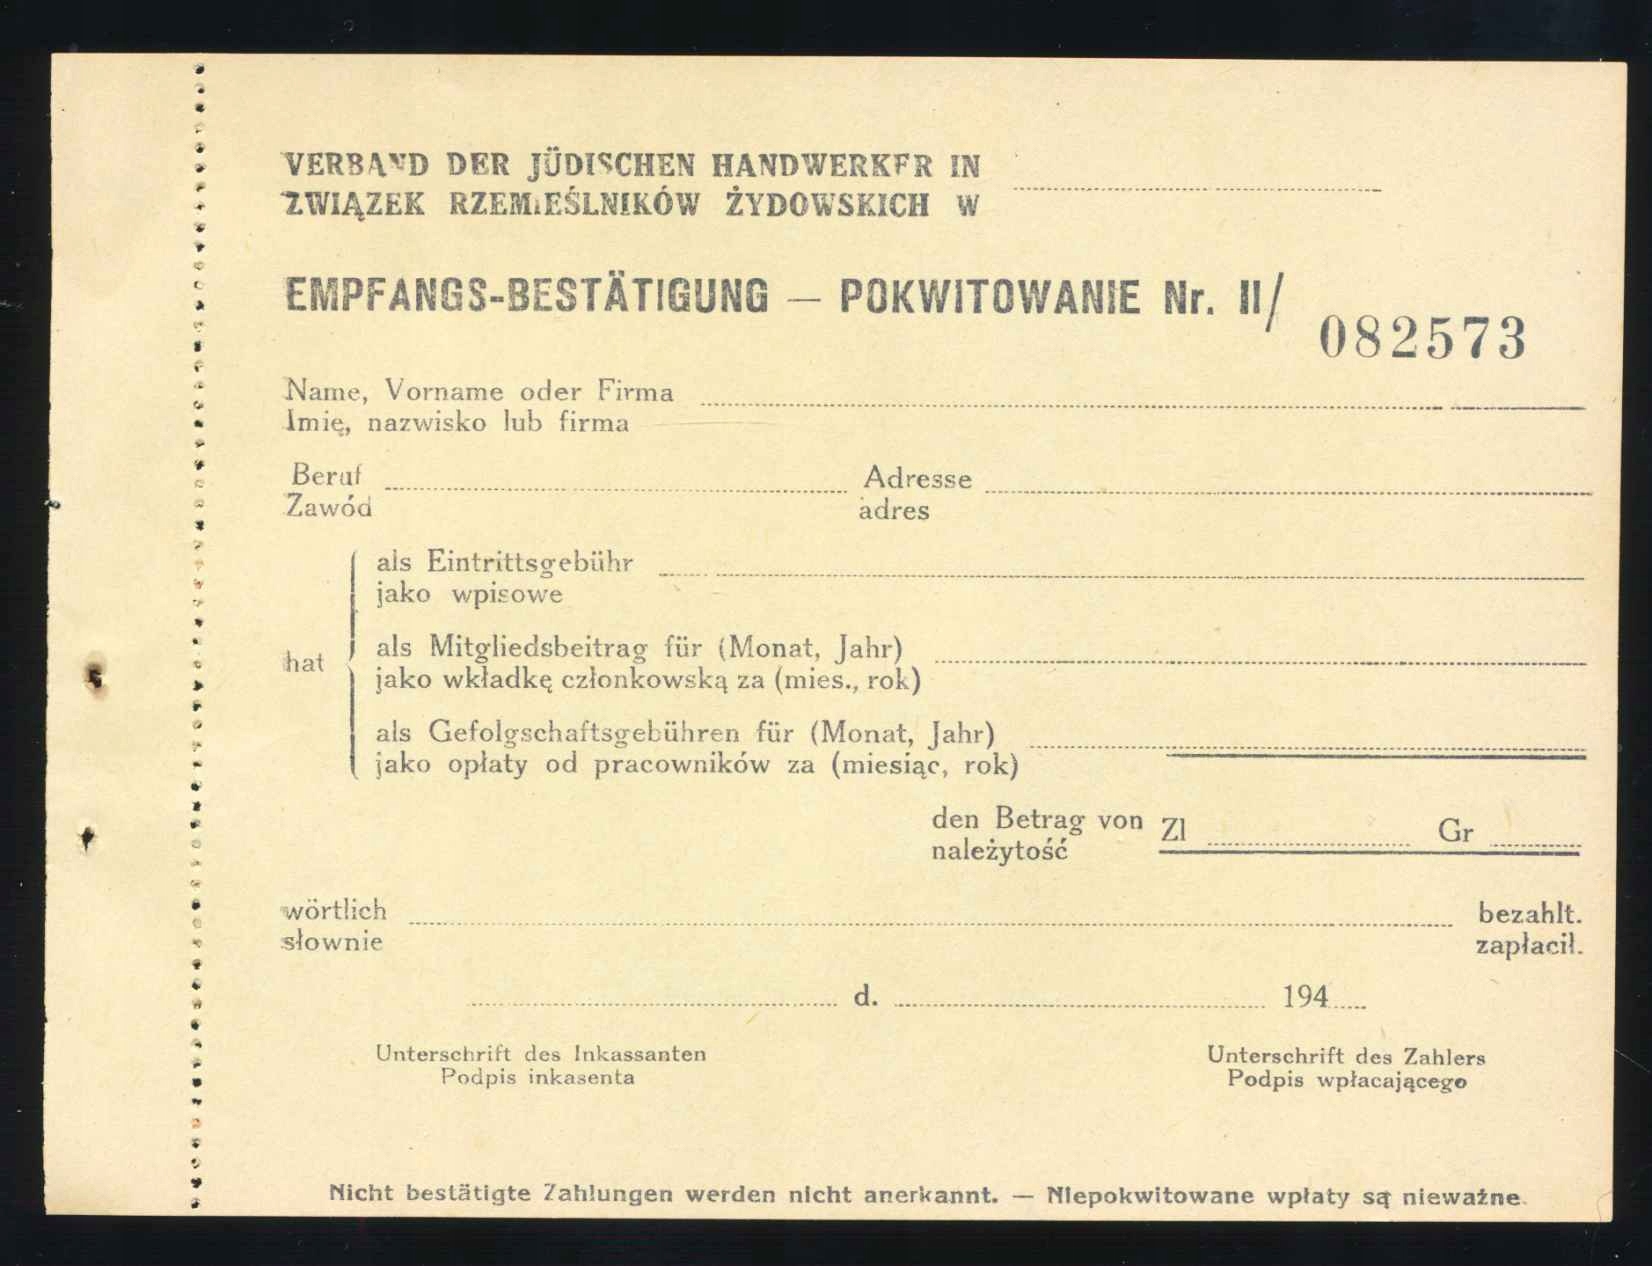 VERBAND DER JÜDISCHEN HANDWERKER IN
ZWIĄZEK RZEMIEŚLNIKÓW ŻYDOWSKICH W
EMPFANGS-BESTÄTIGUNG — POKWITOWANIE Nr. II/
082573
Name, Vorname oder Firma
Imię, nazwisko lub firma
Beruf Adresse
Zawód adres
als Eintrittsgebühr
jako wpisowe
als Mitgliedsbeitrag für (Monat, Jahr)
hat
jako wkładkę członkowską za (mies., rok)
als Gefolgschaftsgebühren für (Monat, Jahr)
jako opłaty od pracowników za (miesiąc, rok)
den Betrag von Zl Gr
należytość
wörtlich bezahlt.
słownie zapłacił.
d. 194
Unterschrift des Inkassanten Unterschrift des Zahlers
Podpis inkasenta Podpis wpłacającego
Nicht bestätigte Zahlungen werden nicht anerkannt. — Niepokwitowane wpłaty są nieważne.